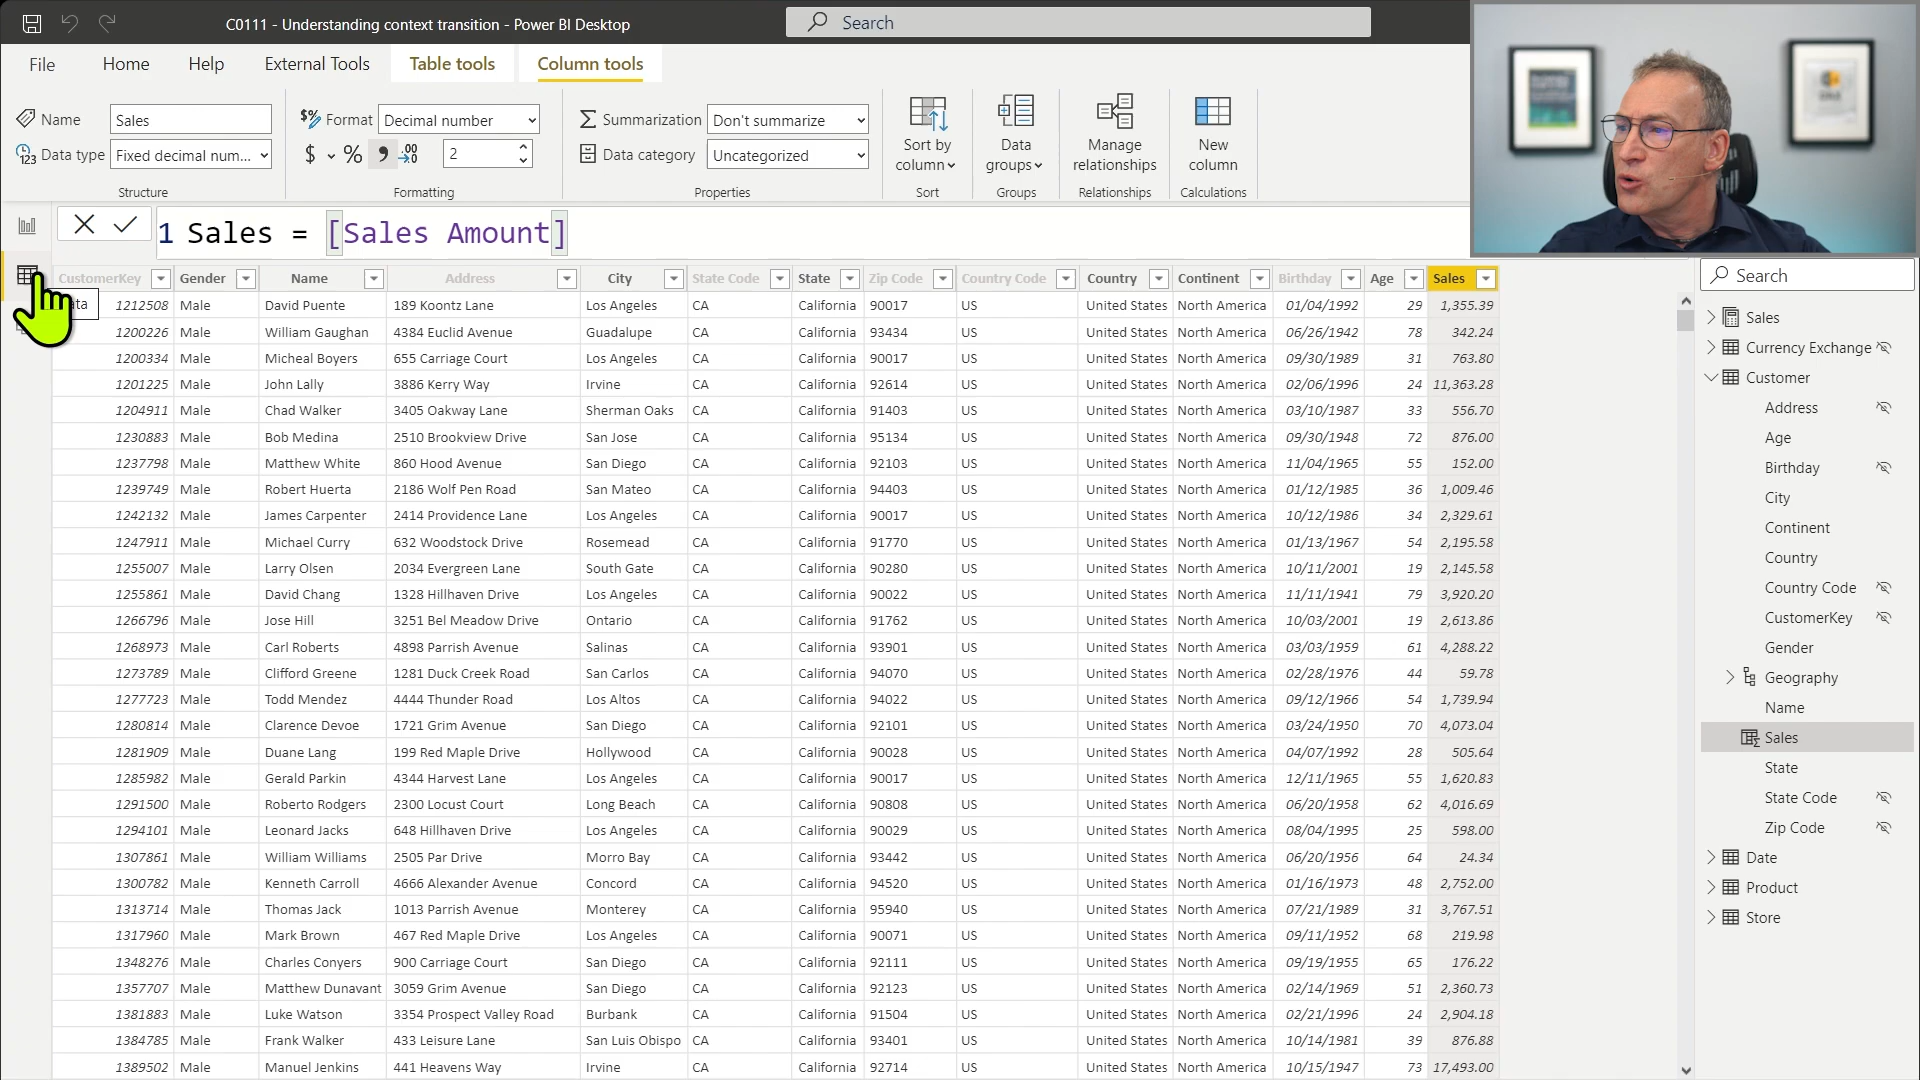 C0111 - Understanding context transition - Power BI Desktop
Search
File Home Help External Tools Table tools Column tools
Name Sales
Data type Fixed decimal num...
Structure
Format Decimal number
$ % 9 .00 2
Formatting
Summarization Don't summarize
Data category Uncategorized
Properties
Sort by column
Sort
Data groups
Groups
Manage relationships
Relationships
New column
Calculations
1 Sales = [Sales Amount]
CustomerKey Gender Name Address City State Code State Zip Code Country Code Country Continent Birthday Age Sales
1212508 Male David Puente 189 Koontz Lane Los Angeles CA California 90017 US United States North America 01/04/1992 29 1,355.39
1200226 Male William Gaughan 4384 Euclid Avenue Guadalupe CA California 93434 US United States North America 06/26/1942 78 342.24
1200334 Male Micheal Boyers 655 Carriage Court Los Angeles CA California 90017 US United States North America 09/30/1989 31 763.80
1201225 Male John Lally 3886 Kerry Way Irvine CA California 92614 US United States North America 02/06/1996 24 11,363.28
1204911 Male Chad Walker 3405 Oakway Lane Sherman Oaks CA California 91403 US United States North America 03/10/1987 33 556.70
1230883 Male Bob Medina 2510 Brookview Drive San Jose CA California 95134 US United States North America 09/30/1948 72 876.00
1237798 Male Matthew White 860 Hood Avenue San Diego CA California 92103 US United States North America 11/04/1965 55 152.00
1239749 Male Robert Huerta 2186 Wolf Pen Road San Mateo CA California 94403 US United States North America 01/12/1985 36 1,009.46
1242132 Male James Carpenter 2414 Providence Lane Los Angeles CA California 90017 US United States North America 10/12/1986 34 2,329.61
1247911 Male Michael Curry 632 Woodstock Drive Rosemead CA California 91770 US United States North America 01/13/1967 54 2,195.58
1255007 Male Larry Olsen 2034 Evergreen Lane South Gate CA California 90280 US United States North America 10/11/2001 19 2,145.58
1255861 Male David Chang 1328 Hillhaven Drive Los Angeles CA California 90022 US United States North America 11/11/1941 79 3,920.20
1266796 Male Jose Hill 3251 Bel Meadow Drive Ontario CA California 91762 US United States North America 10/03/2001 19 2,613.86
1268973 Male Carl Roberts 4898 Parrish Avenue Salinas CA California 93901 US United States North America 03/03/1959 61 4,288.22
1273789 Male Clifford Greene 1281 Duck Creek Road San Carlos CA California 94070 US United States North America 02/28/1976 44 59.78
1277723 Male Todd Mendez 4444 Thunder Road Los Altos CA California 94022 US United States North America 09/12/1966 54 1,739.94
1280814 Male Clarence Devoe 1721 Grim Avenue San Diego CA California 92101 US United States North America 03/24/1950 70 4,073.04
1281909 Male Duane Lang 199 Red Maple Drive Hollywood CA California 90028 US United States North America 04/07/1992 28 505.64
1285982 Male Gerald Parkin 4344 Harvest Lane Los Angeles CA California 90017 US United States North America 12/11/1965 55 1,620.83
1291500 Male Roberto Rodgers 2300 Locust Court Long Beach CA California 90808 US United States North America 06/20/1958 62 4,016.69
1294101 Male Leonard Jacks 648 Hillhaven Drive Los Angeles CA California 90029 US United States North America 08/04/1995 25 598.00
1307861 Male William Williams 2505 Par Drive Morro Bay CA California 93442 US United States North America 06/20/1956 64 24.34
1300782 Male Kenneth Carroll 4666 Alexander Avenue Concord CA California 94520 US United States North America 01/16/1973 48 2,752.00
1313714 Male Thomas Jack 1013 Parrish Avenue Monterey CA California 95940 US United States North America 07/21/1989 31 3,767.51
1317960 Male Mark Brown 467 Red Maple Drive Los Angeles CA California 90071 US United States North America 09/11/1952 68 219.98
1348276 Male Charles Conyers 900 Carriage Court San Diego CA California 92111 US United States North America 09/19/1955 65 176.22
1357707 Male Matthew Dunavant 3059 Grim Avenue San Diego CA California 92123 US United States North America 02/14/1969 51 2,360.73
1381883 Male Luke Watson 3354 Prospect Valley Road Burbank CA California 91504 US United States North America 02/21/1996 24 2,904.18
1384785 Male Frank Walker 433 Leisure Lane San Luis Obispo CA California 93401 US United States North America 10/14/1981 39 876.88
1389502 Male Manuel Jenkins 441 Heavens Way Irvine CA California 92714 US United States North America 10/15/1947 73 17,493.00
Search
Sales
Currency Exchange
Customer
Address
Age
Birthday
City
Continent
Country
Country Code
CustomerKey
Gender
Geography
Name
Sales
State
State Code
Zip Code
Date
Product
Store